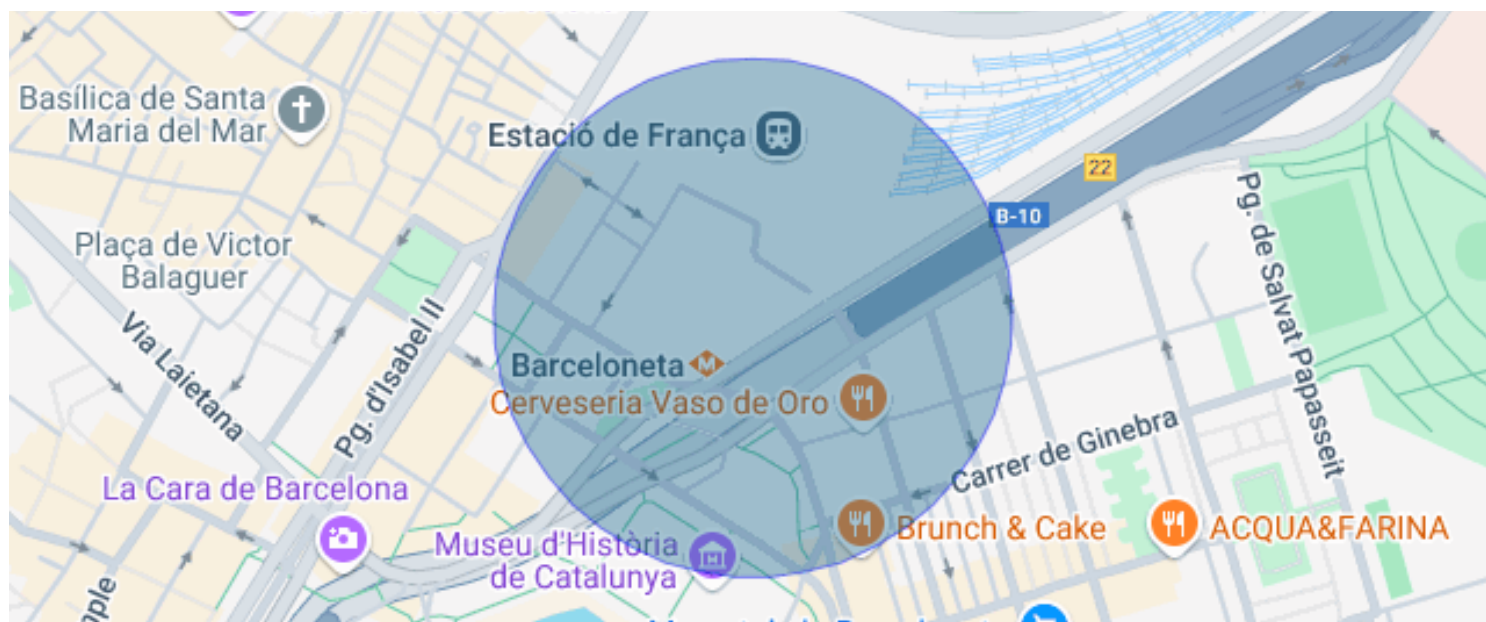 Basílica de Santa
Maria del Mar
Estació de França
22
B-10
Plaça de Victor
Balaguer
Pg. de Salvat Papasseit
Via Laietana
Pg. d'Isabel II
Barceloneta
M
Cerveseria Vaso de Oro
Carrer de Ginebra
La Cara de Barcelona
Brunch & Cake
ACQUA&FARINA
Museu d'Història
de Catalunya